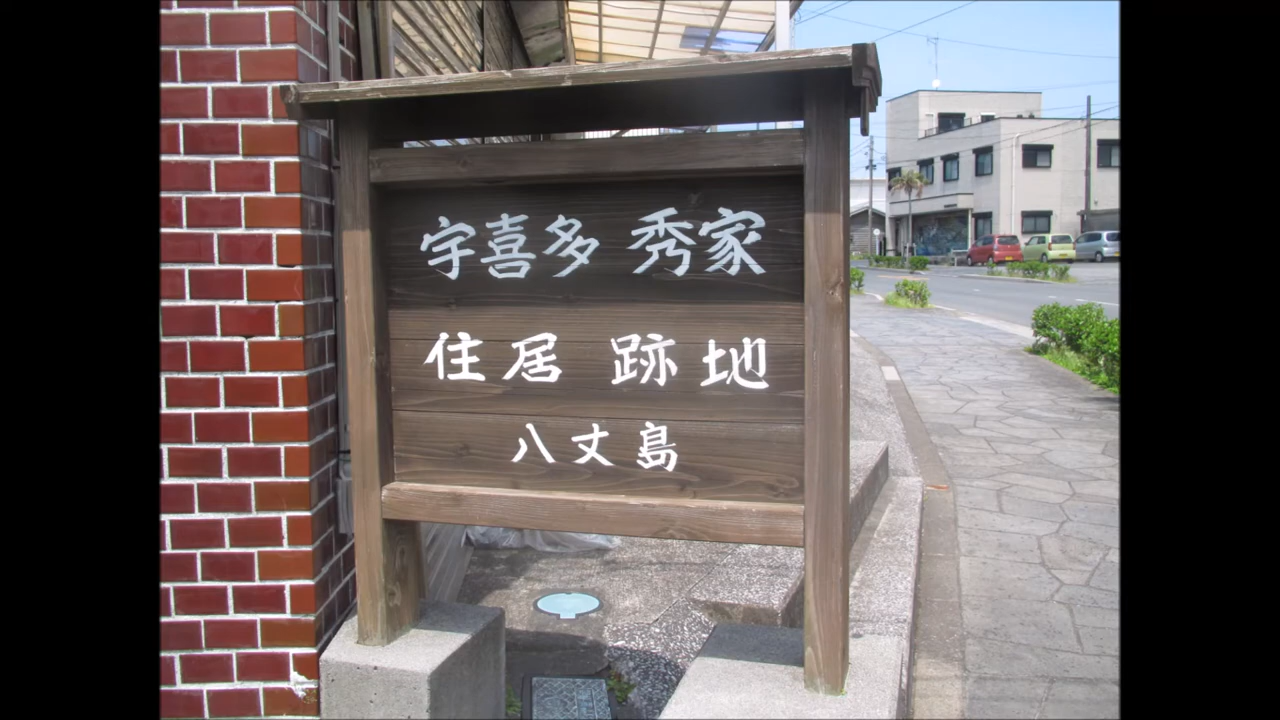 宇喜多 秀家
住居 跡地
八丈島